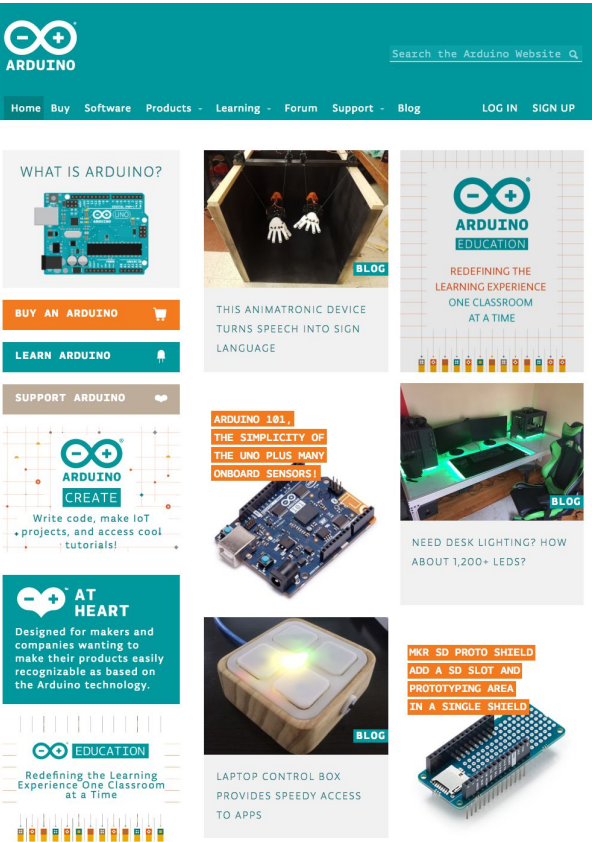 ARDUINO
Search the Arduino Website
Home Buy Software Products - Learning - Forum Support - Blog LOG IN SIGN UP
WHAT IS ARDUINO?
UNO
ARDUINO
BUY AN ARDUINO
LEARN ARDUINO
SUPPORT ARDUINO
ARDUINO
CREATE
Write code, make IoT
projects, and access cool
tutorials!
AT
HEART
Designed for makers and
companies wanting to
make their products easily
recognizable as based on
the Arduino technology.
EDUCATION
Redefining the Learning
Experience One Classroom
at a Time
BLOG
THIS ANIMATRONIC DEVICE
TURNS SPEECH INTO SIGN
LANGUAGE
ARDUINO 101,
THE SIMPLICITY OF
THE UNO PLUS MANY
ONBOARD SENSORS!
BLOG
LAPTOP CONTROL BOX
PROVIDES SPEEDY ACCESS
TO APPS
ARDUINO
EDUCATION
REDEFINING THE
LEARNING EXPERIENCE
ONE CLASSROOM
AT A TIME
BLOG
NEED DESK LIGHTING? HOW
ABOUT 1,200+ LEDS?
MKR SD PROTO SHIELD
ADD A SD SLOT AND
PROTOTYPING AREA
IN A SINGLE SHIELD